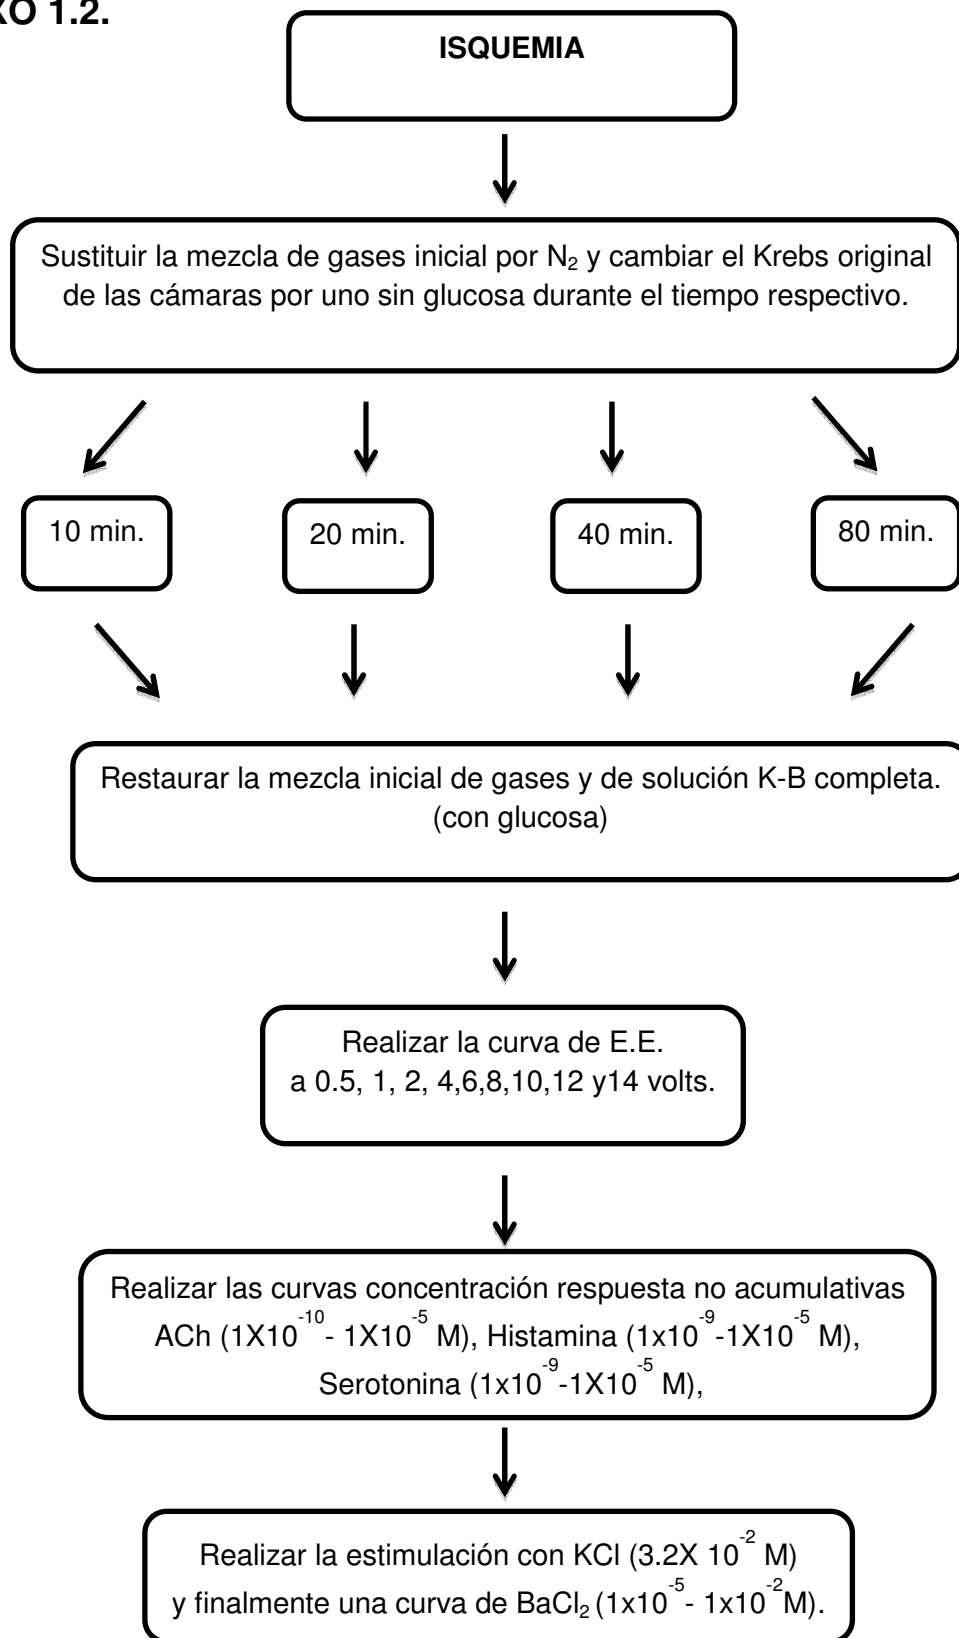 XO 1.2.
ISQUEMIA
Sustituir la mezcla de gases inicial por N₂ y cambiar el Krebs original
de las cámaras por uno sin glucosa durante el tiempo respectivo.
10 min.
20 min.
40 min.
80 min.
Restaurar la mezcla inicial de gases y de solución K-B completa.
(con glucosa)
Realizar la curva de E.E.
a 0.5, 1, 2, 4,6,8,10,12 y14 volts.
Realizar las curvas concentración respuesta no acumulativas
ACh (1X10⁻¹⁰- 1X10⁻⁵ M), Histamina (1x10⁻⁹-1X10⁻⁵ M),
Serotonina (1x10⁻⁹-1X10⁻⁵ M),
Realizar la estimulación con KCl (3.2X 10⁻² M)
y finalmente una curva de BaCl₂ (1x10⁻⁵- 1x10⁻²M).